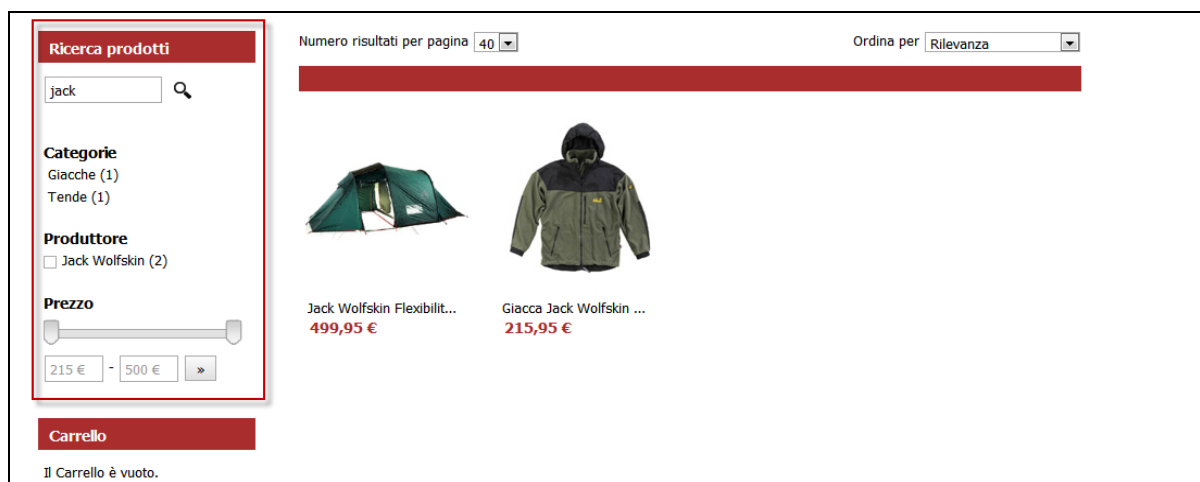 Ricerca prodotti
jack
Categorie
Giacche (1)
Tende (1)
Produttore
Jack Wolfskin (2)
Prezzo
215 € - 500 € »
Carrello
Il Carrello è vuoto.
Numero risultati per pagina 40
Ordina per Rilevanza
Jack Wolfskin Flexibilit...
499,95 €
Giacca Jack Wolfskin ...
215,95 €